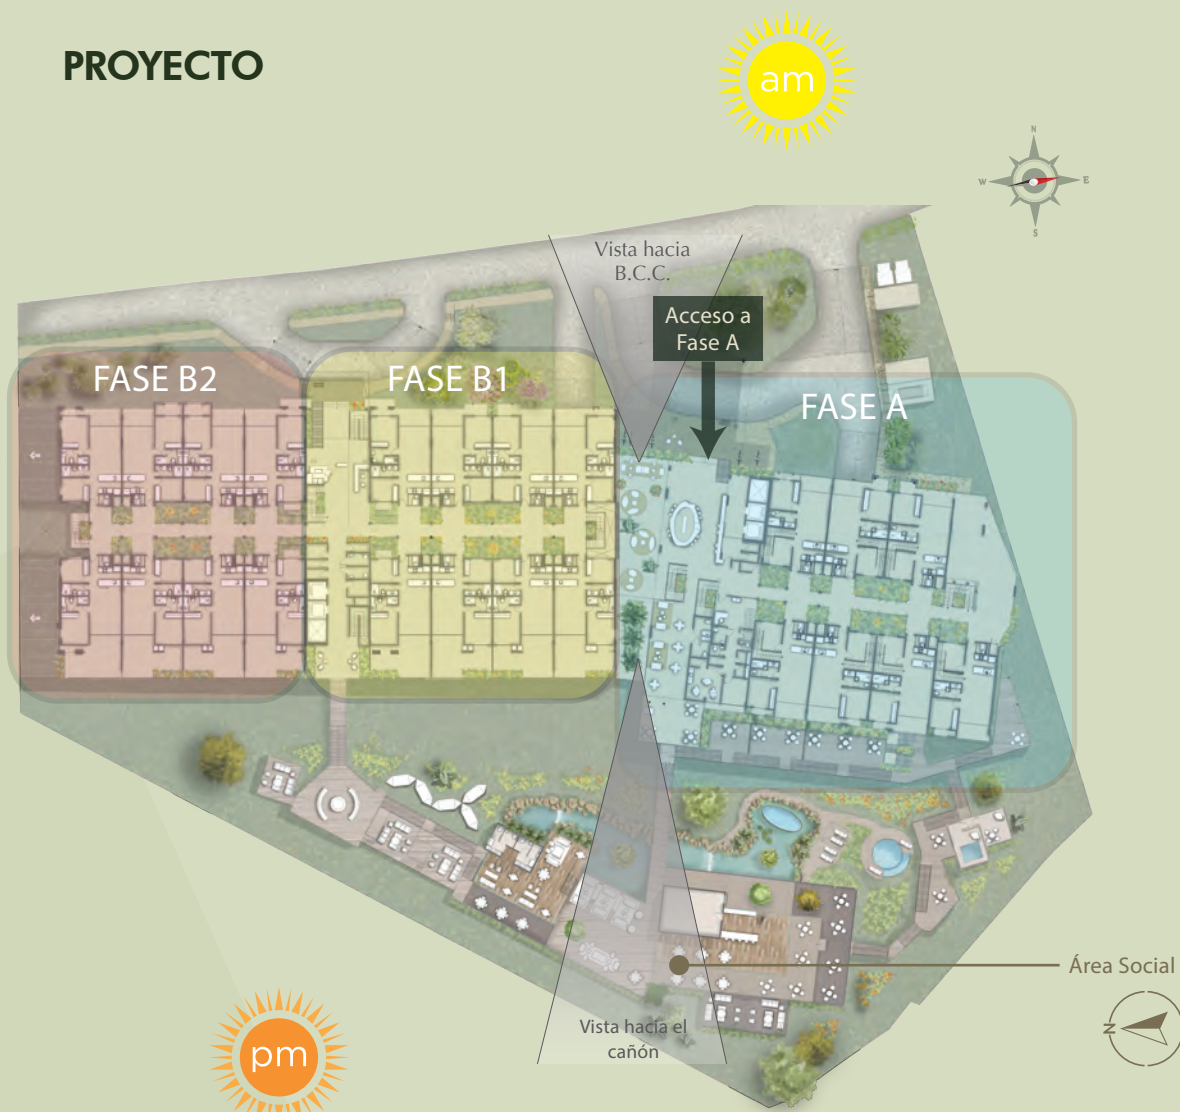 PROYECTO
am
N
W
E
S
Vista hacia
B.C.C.
Acceso a
Fase A
FASE B2
FASE B1
FASE A
Área Social
N
Vista hacia el
cañón
pm